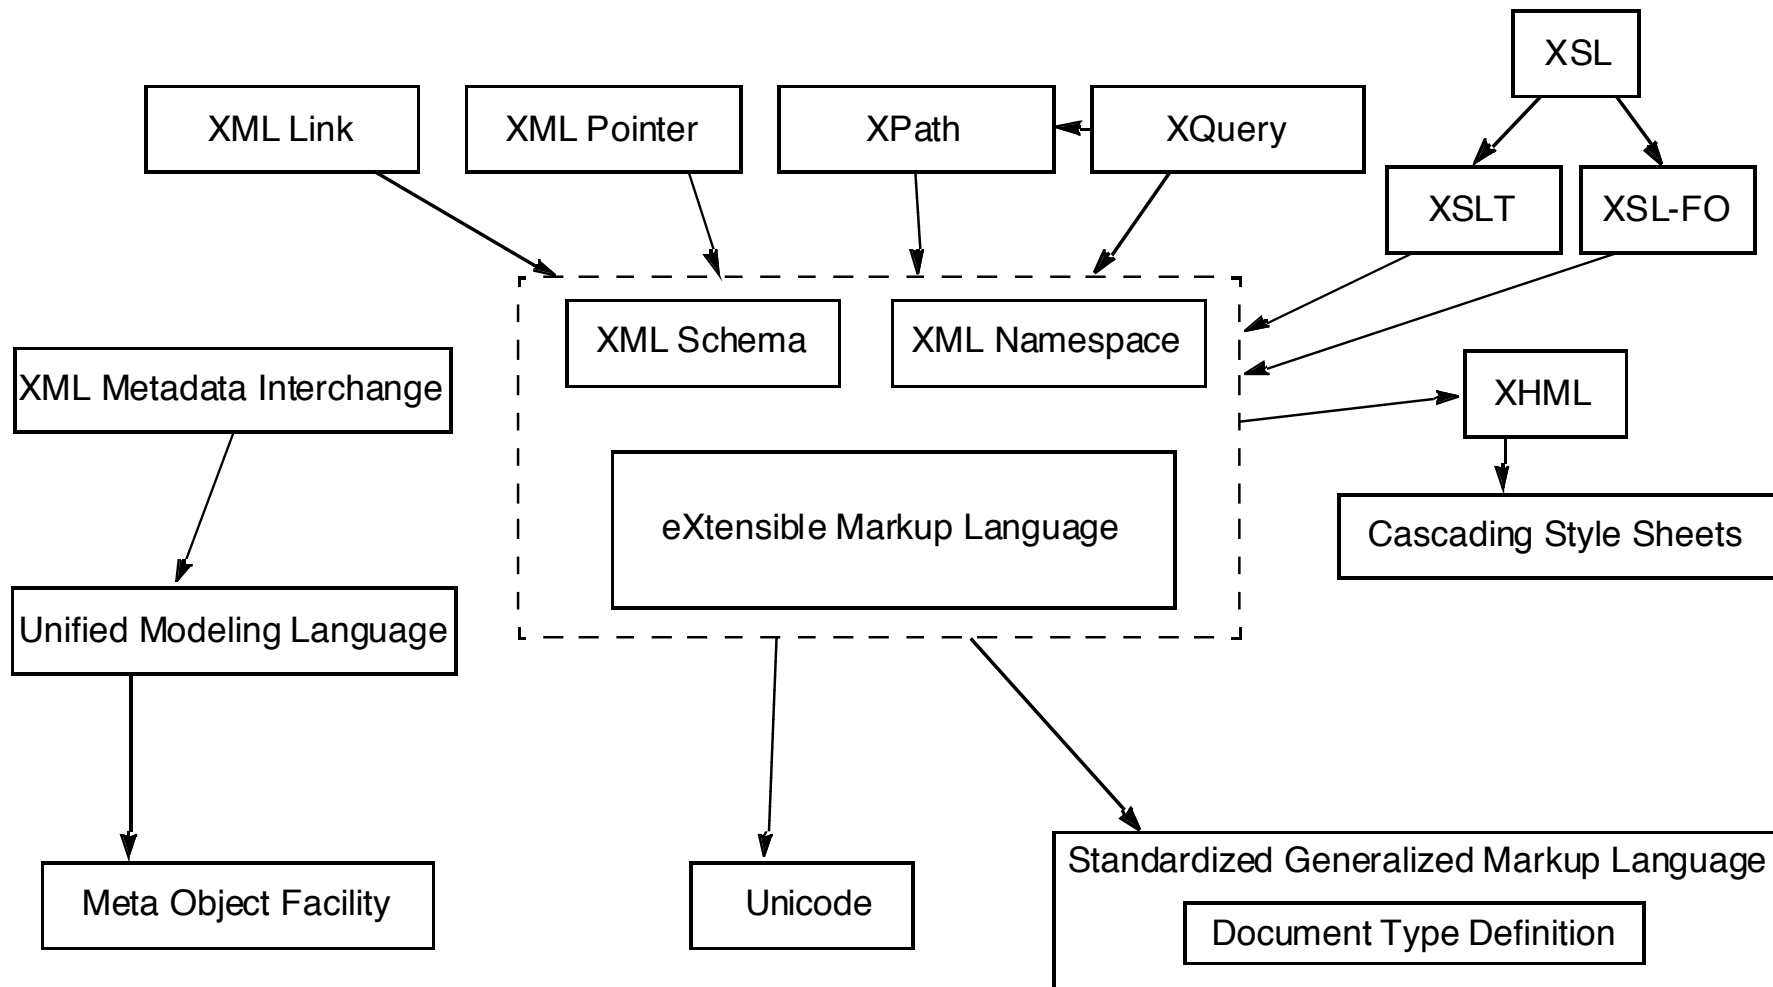 XSL
XML Link
XML Pointer
XPath
XQuery
XSLT
XSL-FO
XML Schema
XML Namespace
XML Metadata Interchange
XHML
eXtensible Markup Language
Cascading Style Sheets
Unified Modeling Language
Standardized Generalized Markup Language
Meta Object Facility
Unicode
Document Type Definition